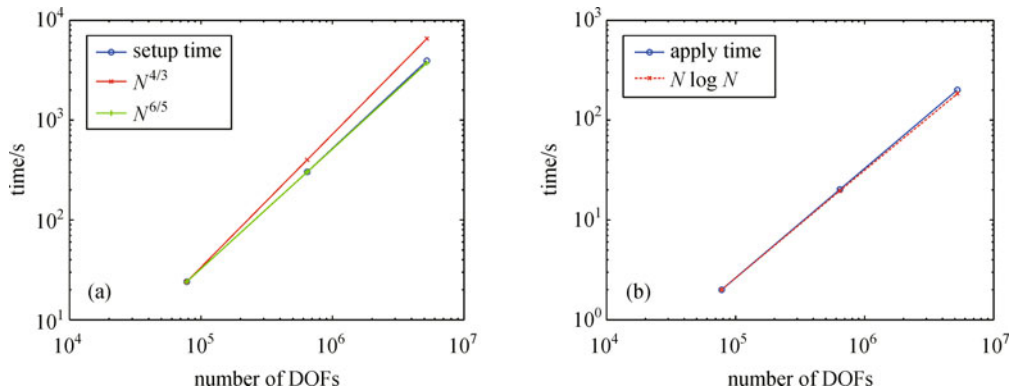 10^4
10^3
10^2
10^1
time/s
setup time
N^{4/3}
N^{6/5}
(a)
10^4 10^5 10^6 10^7
number of DOFs
10^3
10^2
10^1
10^0
time/s
apply time
N log N
(b)
10^4 10^5 10^6 10^7
number of DOFs